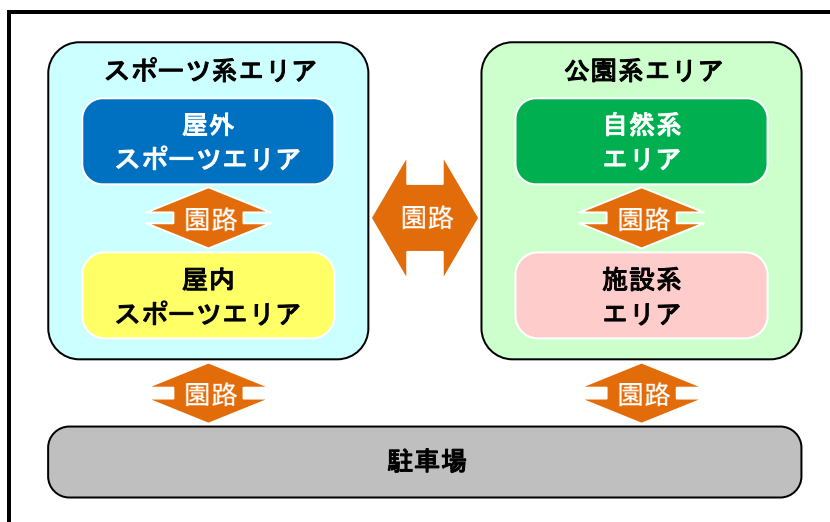 スポーツ系エリア
屋外
スポーツエリア
園路
屋内
スポーツエリア
園路
公園系エリア
自然系
エリア
園路
施設系
エリア
園路
園路
駐車場